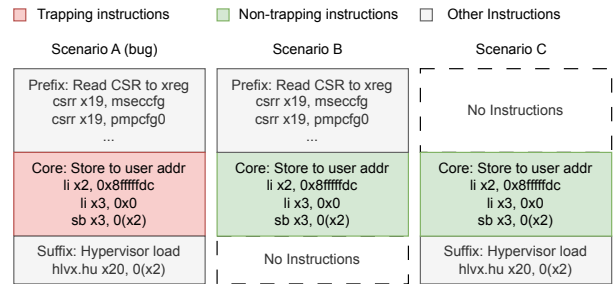 Trapping instructions
Non-trapping instructions
Other Instructions
Scenario A (bug)
Scenario B
Scenario C
Prefix: Read CSR to xreg
csrr x19, mseccfg
csrr x19, pmpcfg0
...
Prefix: Read CSR to xreg
csrr x19, mseccfg
csrr x19, pmpcfg0
...
No Instructions
Core: Store to user addr
li x2, 0x8fffffdc
li x3, 0x0
sb x3, 0(x2)
Core: Store to user addr
li x2, 0x8fffffdc
li x3, 0x0
sb x3, 0(x2)
Core: Store to user addr
li x2, 0x8fffffdc
li x3, 0x0
sb x3, 0(x2)
Suffix: Hypervisor load
hlvx.hu x20, 0(x2)
No Instructions
Suffix: Hypervisor load
hlvx.hu x20, 0(x2)